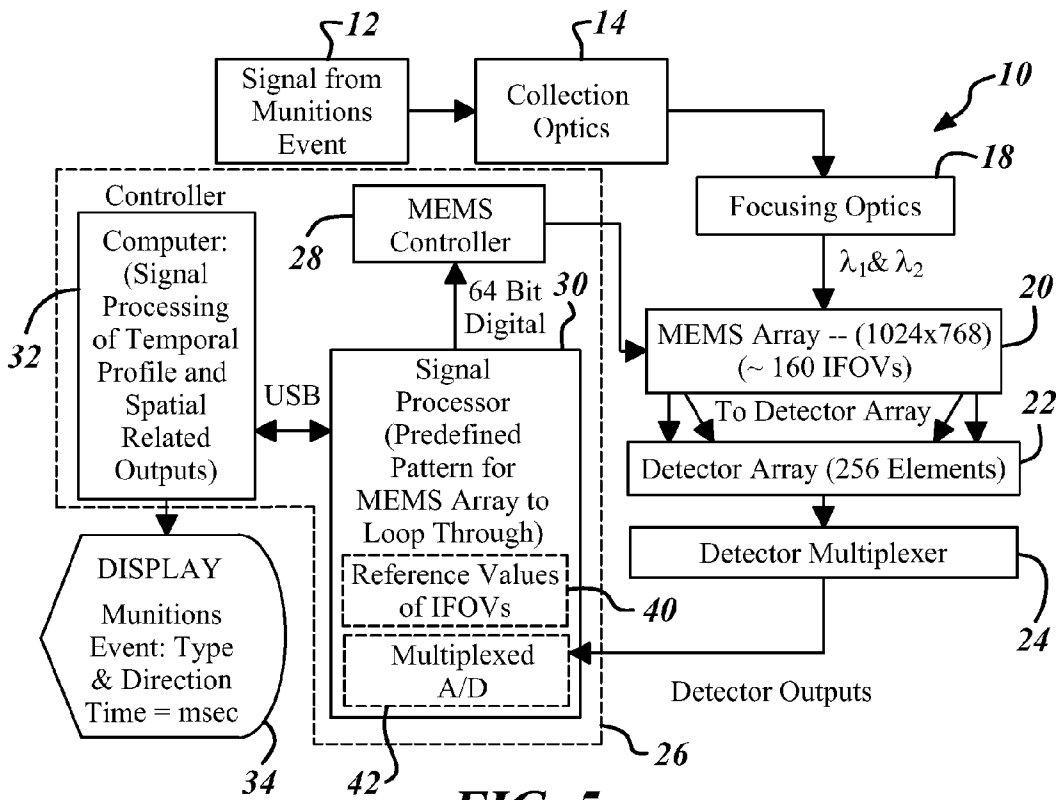 12
14
10
Signal from
Munitions
Event
Collection
Optics
18
Focusing Optics
λ1& λ2
Controller
Computer:
(Signal
Processing
of Temporal
Profile and
Spatial
Related
Outputs)
32
MEMS
Controller
28
64 Bit
Digital
30
20
MEMS Array -- (1024x768)
(~ 160 IFOVs)
To Detector Array
22
Detector Array (256 Elements)
Detector Multiplexer
24
USB
Signal
Processor
(Predefined
Pattern for
MEMS Array to
Loop Through)
Reference Values
of IFOVs
40
Multiplexed
A/D
42
Detector Outputs
26
DISPLAY
Munitions
Event: Type
& Direction
Time = msec
34
FIG. 5